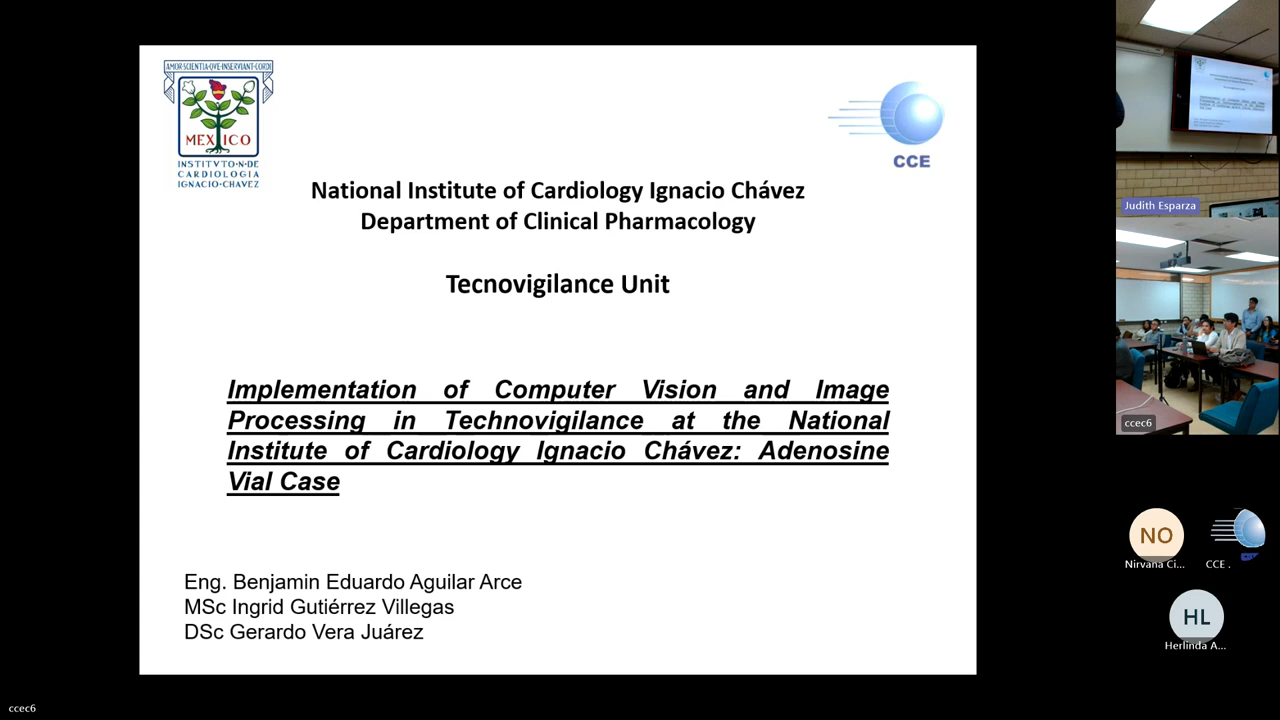 AMOR·SCIENTIA·QVE·INSERVIANT·CORDI
MEXICO
INSTITVTO·N·DE
CARDIOLOGIA
IGNACIO·CHAVEZ
CCE
National Institute of Cardiology Ignacio Chávez
Department of Clinical Pharmacology
Tecnovigilance Unit
Implementation of Computer Vision and Image
Processing in Technovigilance at the National
Institute of Cardiology Ignacio Chávez: Adenosine
Vial Case
Eng. Benjamin Eduardo Aguilar Arce
MSc Ingrid Gutiérrez Villegas
DSc Gerardo Vera Juárez
Judith Esparza
ccec6
NO
Nirvana Ci...
CCE .
HL
Herlinda A...
ccec6